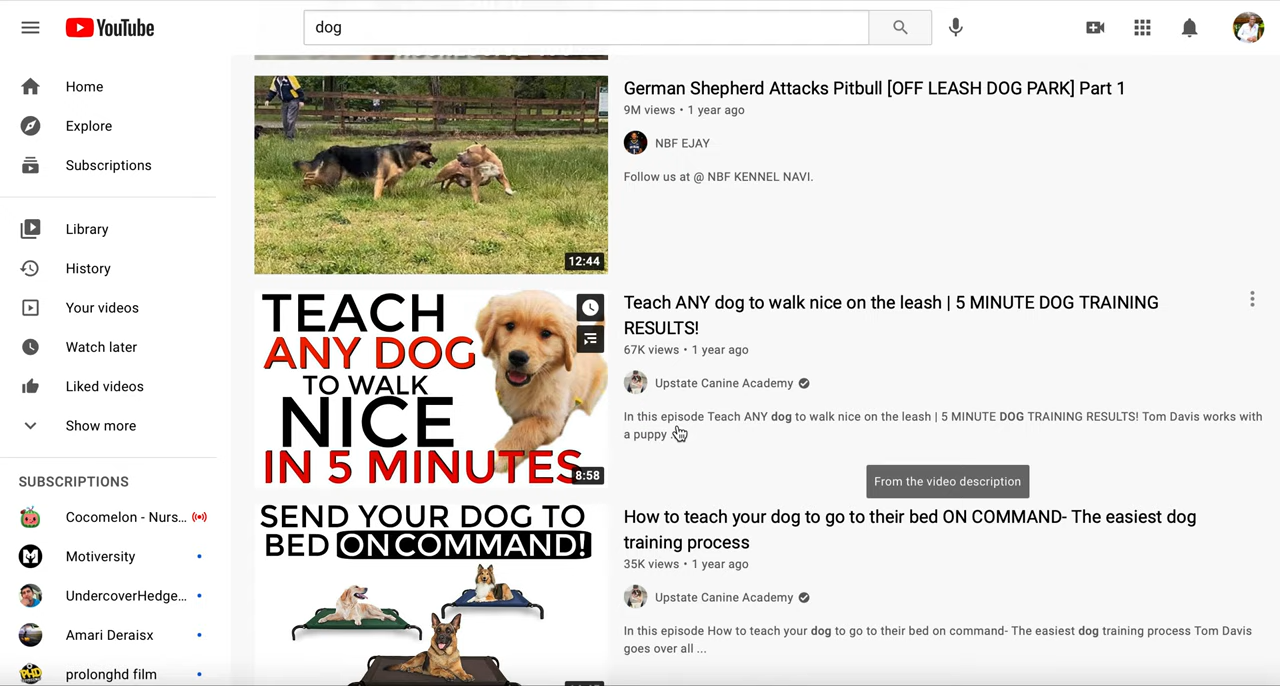 YouTube
dog
Home
Explore
Subscriptions
Library
History
Your videos
Watch later
Liked videos
Show more
SUBSCRIPTIONS
Cocomelon - Nurs...
Motiversity
UndercoverHedge...
Amari Deraisx
prolonghd film
12:44
German Shepherd Attacks Pitbull [OFF LEASH DOG PARK] Part 1
9M views • 1 year ago
NBF EJAY
Follow us at @ NBF KENNEL NAVI.
TEACH
ANY DOG
TO WALK
NICE
IN 5 MINUTES
8:58
Teach ANY dog to walk nice on the leash | 5 MINUTE DOG TRAINING
RESULTS!
67K views • 1 year ago
Upstate Canine Academy
In this episode Teach ANY dog to walk nice on the leash | 5 MINUTE DOG TRAINING RESULTS! Tom Davis works with
a puppy
From the video description
SEND YOUR DOG TO
BED ON COMMAND!
How to teach your dog to go to their bed ON COMMAND- The easiest dog
training process
35K views • 1 year ago
Upstate Canine Academy
In this episode How to teach your dog to go to their bed on command- The easiest dog training process Tom Davis
goes over all ...